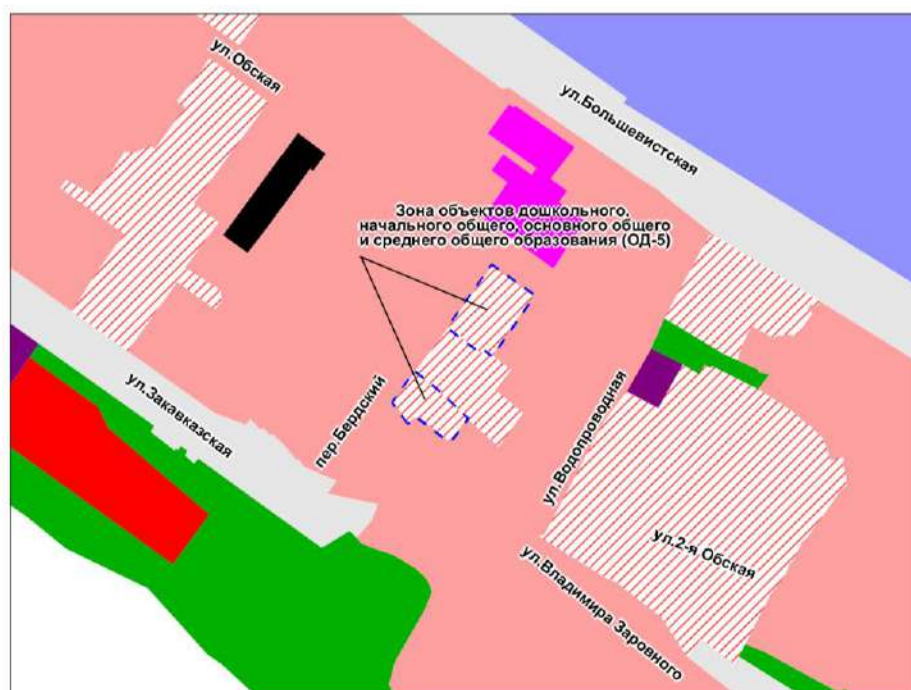 ул.Обская
ул.Большевистская
Зона объектов дошкольного,
начального общего, основного общего
и среднего общего образования (ОД-5)
ул.Закавказская
пер.Бердский
ул.Водопроводная
ул.2-я Обская
ул.Владимира Заровного